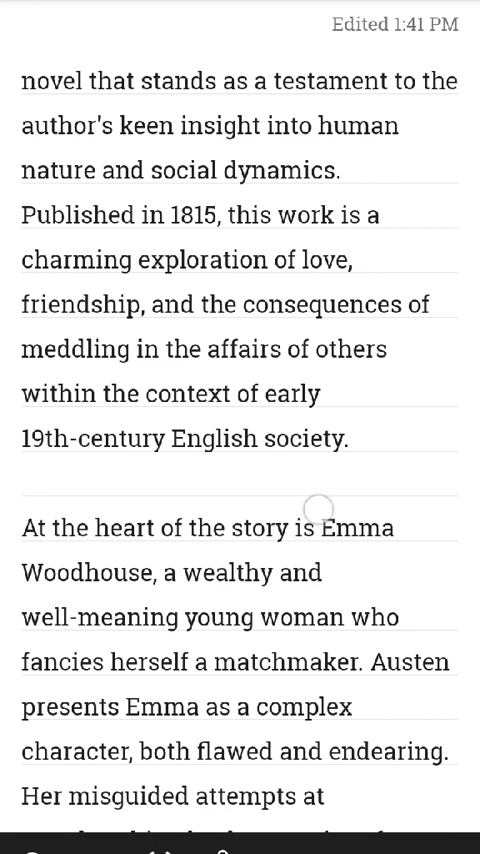 Edited 1:41 PM
novel that stands as a testament to the
author's keen insight into human
nature and social dynamics.
Published in 1815, this work is a
charming exploration of love,
friendship, and the consequences of
meddling in the affairs of others
within the context of early
19th-century English society.
At the heart of the story is Emma
Woodhouse, a wealthy and
well-meaning young woman who
fancies herself a matchmaker. Austen
presents Emma as a complex
character, both flawed and endearing.
Her misguided attempts at